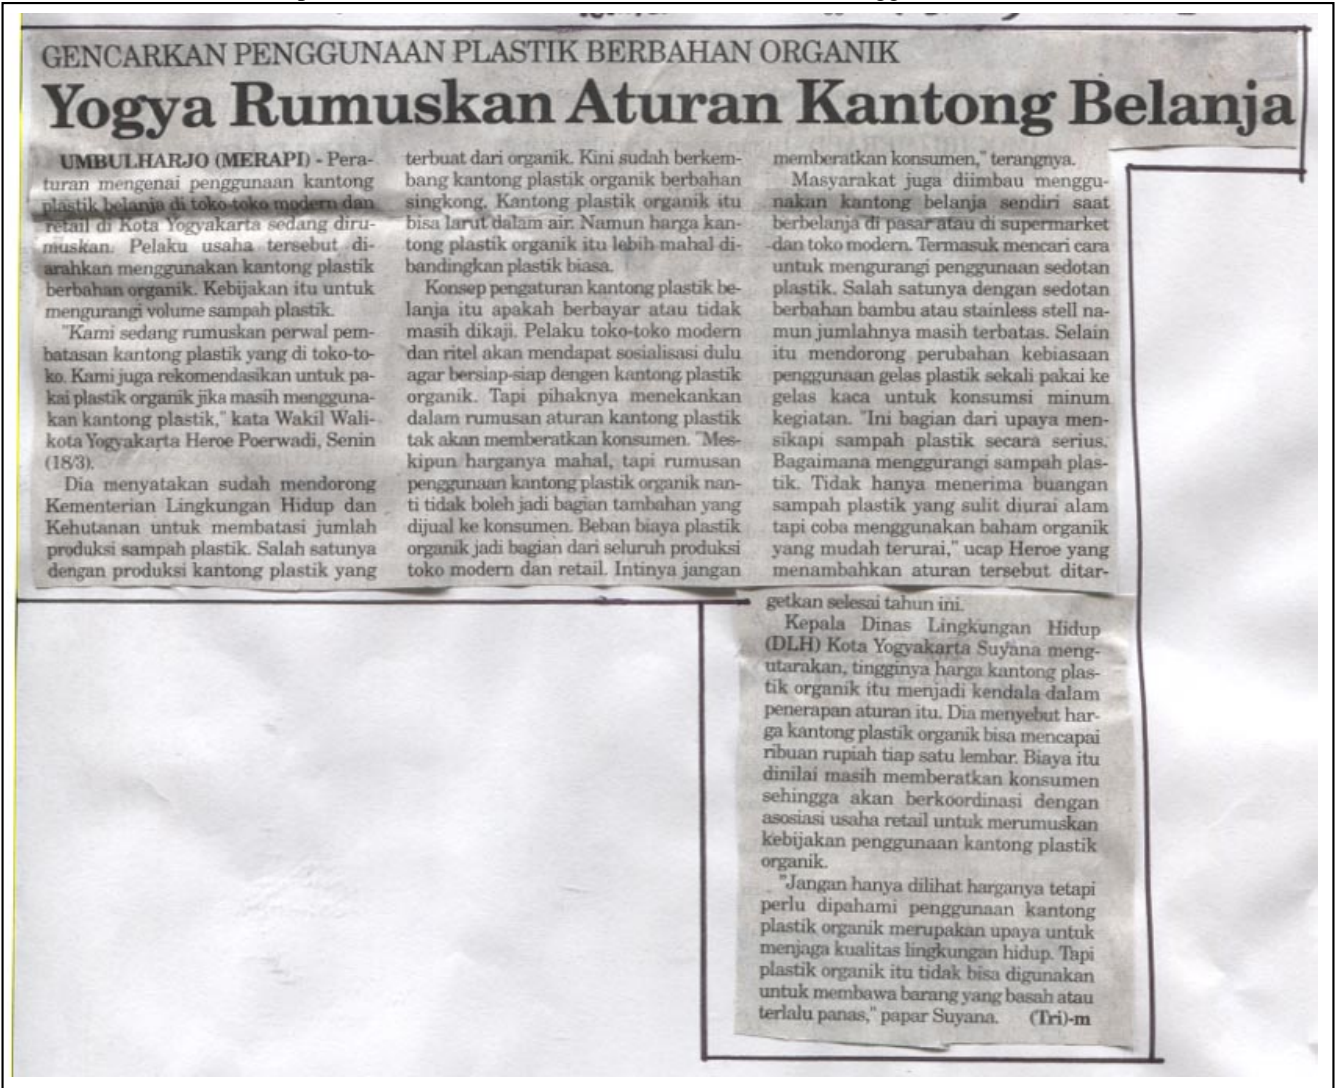 GENCARKAN PENGGUNAAN PLASTIK BERBAHAN ORGANIK
Yogya Rumuskan Aturan Kantong Belanja
UMBULHARJO (MERAPI) - Pera-
turan mengenai penggunaan kantong
plastik belanja di toko-toko modern dan
retail di Kota Yogyakarta sedang diru-
muskan. Pelaku usaha tersebut di-
arahkan menggunakan kantong plastik
berbahan organik. Kebijakan itu untuk
mengurangi volume sampah plastik.
"Kami sedang rumuskan perwal pem-
batasan kantong plastik yang di toko-to-
ko. Kami juga rekomendasikan untuk pa-
kai plastik organik jika masih mengguna-
kan kantong plastik," kata Wakil Wali-
kota Yogyakarta Heroe Poerwadi, Senin
(18/3).
Dia menyatakan sudah mendorong
Kementerian Lingkungan Hidup dan
Kehutanan untuk membatasi jumlah
produksi sampah plastik. Salah satunya
dengan produksi kantong plastik yang
terbuat dari organik. Kini sudah berkem-
bang kantong plastik organik berbahan
singkong. Kantong plastik organik itu
bisa larut dalam air. Namun harga kan-
tong plastik organik itu lebih mahal di-
bandingkan plastik biasa.
Konsep pengaturan kantong plastik be-
lanja itu apakah berbayar atau tidak
masih dikaji. Pelaku toko-toko modern
dan ritel akan mendapat sosialisasi dulu
agar bersiap-siap dengen kantong plastik
organik. Tapi pihaknya menekankan
dalam rumusan aturan kantong plastik
tak akan memberatkan konsumen. "Mes-
kipun harganya mahal, tapi rumusan
penggunaan kantong plastik organik nan-
ti tidak boleh jadi bagian tambahan yang
dijual ke konsumen. Beban biaya plastik
organik jadi bagian dari seluruh produksi
toko modern dan retail. Intinya jangan
memberatkan konsumen," terangnya.
Masyarakat juga diimbau menggu-
nakan kantong belanja sendiri saat
berbelanja di pasar atau di supermarket
dan toko modern. Termasuk mencari cara
untuk mengurangi penggunaan sedotan
plastik. Salah satunya dengan sedotan
berbahan bambu atau stainless stell na-
mun jumlahnya masih terbatas. Selain
itu mendorong perubahan kebiasaan
penggunaan gelas plastik sekali pakai ke
gelas kaca untuk konsumsi minum
kegiatan. "Ini bagian dari upaya men-
sikapi sampah plastik secara serius.
Bagaimana menggurangi sampah plas-
tik. Tidak hanya menerima buangan
sampah plastik yang sulit diurai alam
tapi coba menggunakan baham organik
yang mudah terurai," ucap Heroe yang
menambahkan aturan tersebut ditar-
getkan selesai tahun ini.
Kepala Dinas Lingkungan Hidup
(DLH) Kota Yogyakarta Suyana meng-
utarakan, tingginya harga kantong plas-
tik organik itu menjadi kendala dalam
penerapan aturan itu. Dia menyebut har-
ga kantong plastik organik bisa mencapai
ribuan rupiah tiap satu lembar. Biaya itu
dinilai masih memberatkan konsumen
sehingga akan berkoordinasi dengan
asosiasi usaha retail untuk merumuskan
kebijakan penggunaan kantong plastik
organik.
"Jangan hanya dilihat harganya tetapi
perlu dipahami penggunaan kantong
plastik organik merupakan upaya untuk
menjaga kualitas lingkungan hidup. Tapi
plastik organik itu tidak bisa digunakan
untuk membawa barang yang basah atau
terlalu panas," papar Suyana. (Tri)-m